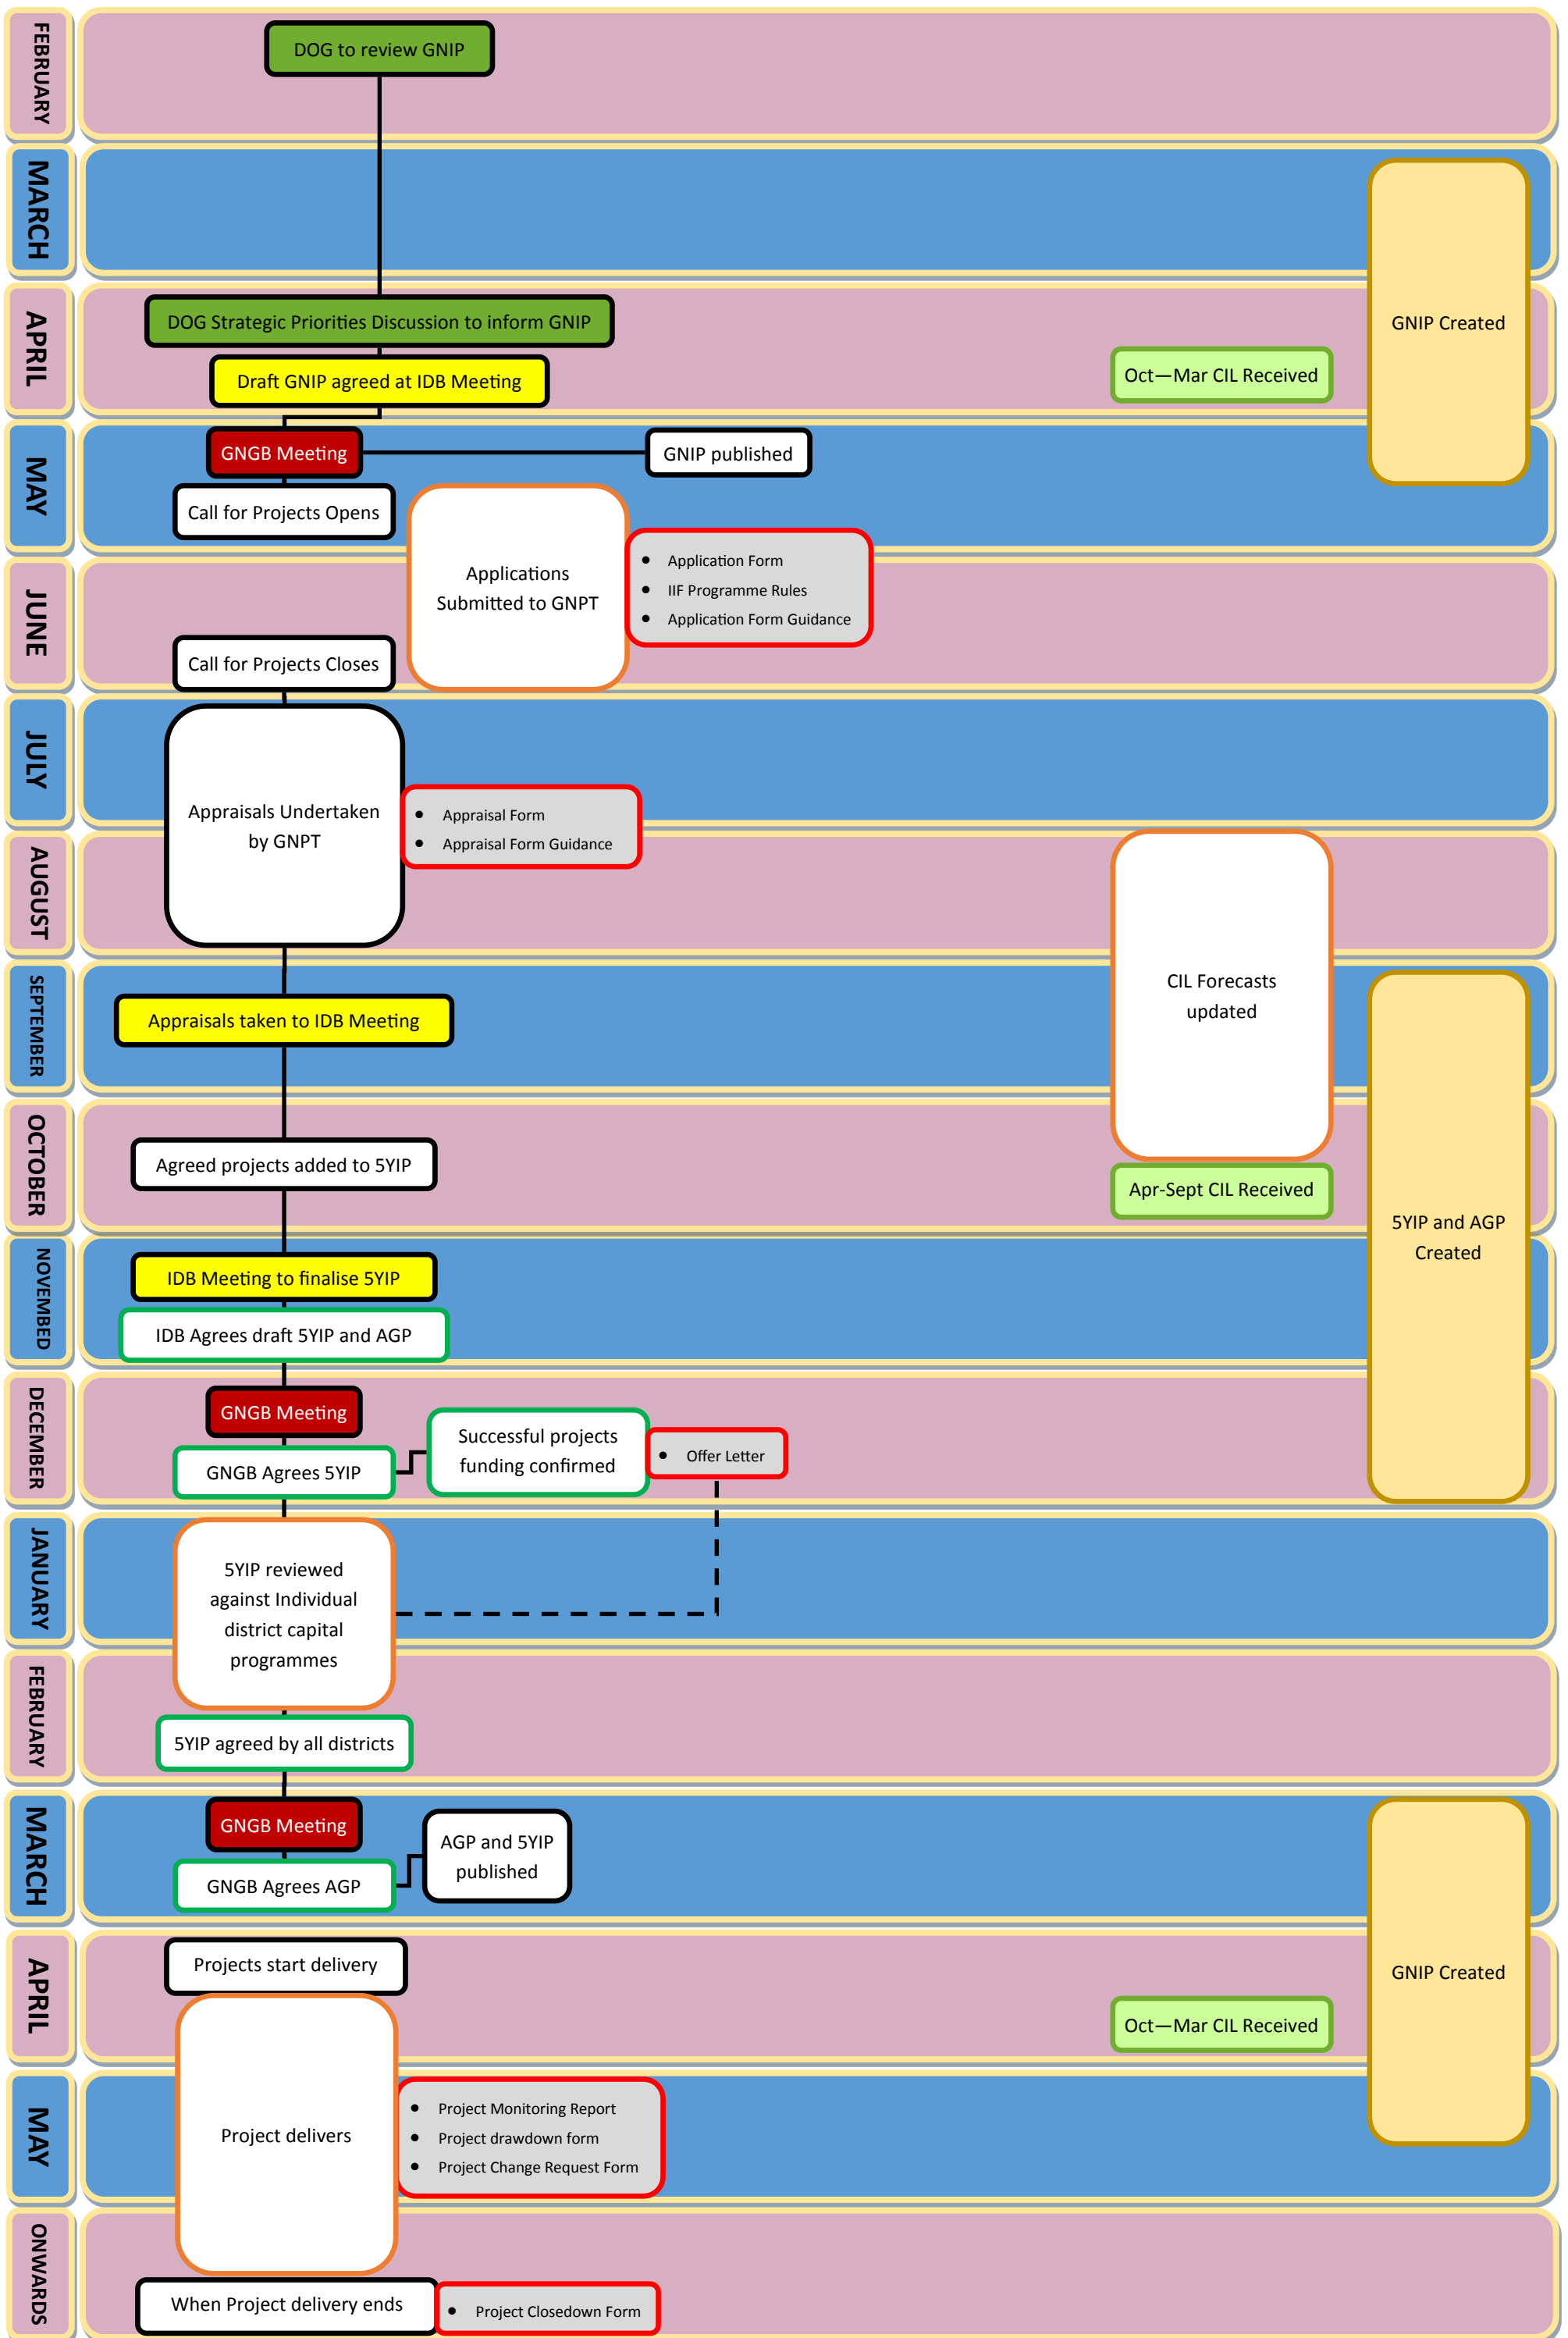 FEBRUARY
DOG to review GNIP
MARCH
APRIL
DOG Strategic Priorities Discussion to inform GNIP
Draft GNIP agreed at IDB Meeting
Oct—Mar CIL Received
GNIP Created
MAY
GNGB Meeting
GNIP published
Call for Projects Opens
Applications
Submitted to GNPT
• Application Form
• IIF Programme Rules
• Application Form Guidance
JUNE
Call for Projects Closes
JULY
Appraisals Undertaken
by GNPT
• Appraisal Form
• Appraisal Form Guidance
AUGUST
CIL Forecasts
updated
SEPTEMBER
Appraisals taken to IDB Meeting
OCTOBER
Agreed projects added to 5YIP
Apr-Sept CIL Received
5YIP and AGP
Created
NOVEMBED
IDB Meeting to finalise 5YIP
IDB Agrees draft 5YIP and AGP
DECEMBER
GNGB Meeting
GNGB Agrees 5YIP
Successful projects
funding confirmed
• Offer Letter
JANUARY
5YIP reviewed
against Individual
district capital
programmes
FEBRUARY
5YIP agreed by all districts
MARCH
GNGB Meeting
GNGB Agrees AGP
AGP and 5YIP
published
APRIL
Projects start delivery
Oct—Mar CIL Received
GNIP Created
MAY
Project delivers
• Project Monitoring Report
• Project drawdown form
• Project Change Request Form
ONWARDS
When Project delivery ends
• Project Closedown Form